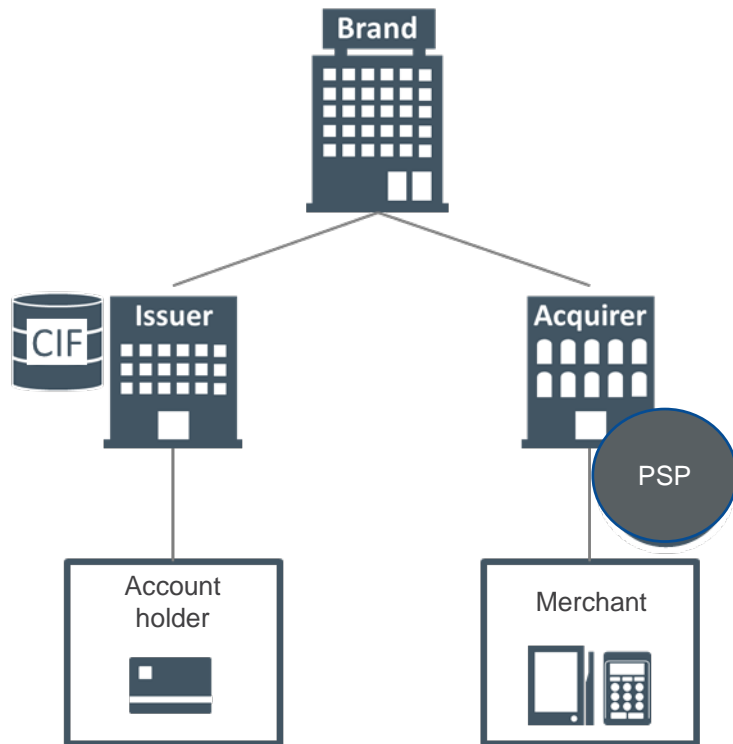 Brand
Issuer
Acquirer
CIF
PSP
Account
holder
Merchant